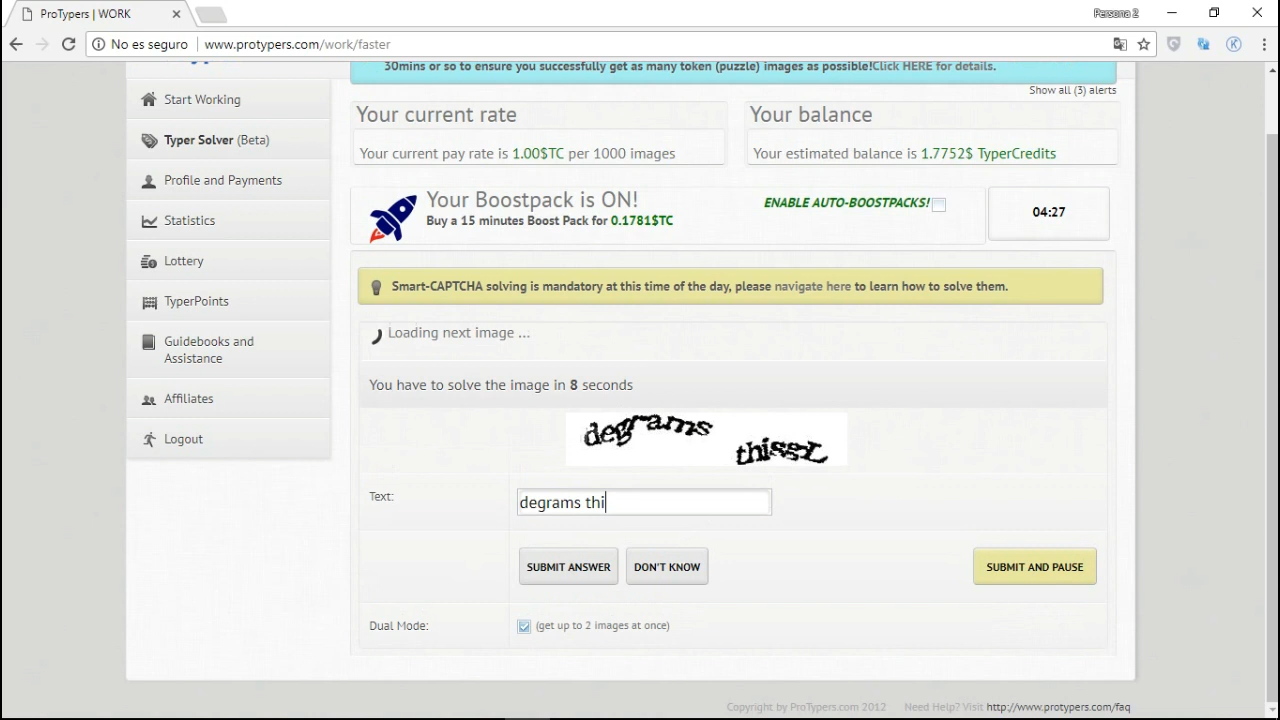 ProTypers | WORK
Persona 2
No es seguro www.protypers.com/work/faster
30mins or so to ensure you successfully get as many token (puzzle) images as possible!Click HERE for details.
Show all (3) alerts
Start Working
Typer Solver (Beta)
Profile and Payments
Statistics
Lottery
TyperPoints
Guidebooks and
Assistance
Affiliates
Logout
Your current rate
Your current pay rate is 1.00$TC per 1000 images
Your balance
Your estimated balance is 1.7752$ TyperCredits
Your Boostpack is ON!
Buy a 15 minutes Boost Pack for 0.1781$TC
ENABLE AUTO-BOOSTPACKS!
04:27
Smart-CAPTCHA solving is mandatory at this time of the day, please navigate here to learn how to solve them.
Loading next image ...
You have to solve the image in 8 seconds
degrams thissL
Text:
degrams thi
SUBMIT ANSWER DON'T KNOW SUBMIT AND PAUSE
Dual Mode: (get up to 2 images at once)
Copyright by ProTypers.com 2012 Need Help? Visit http://www.protypers.com/faq